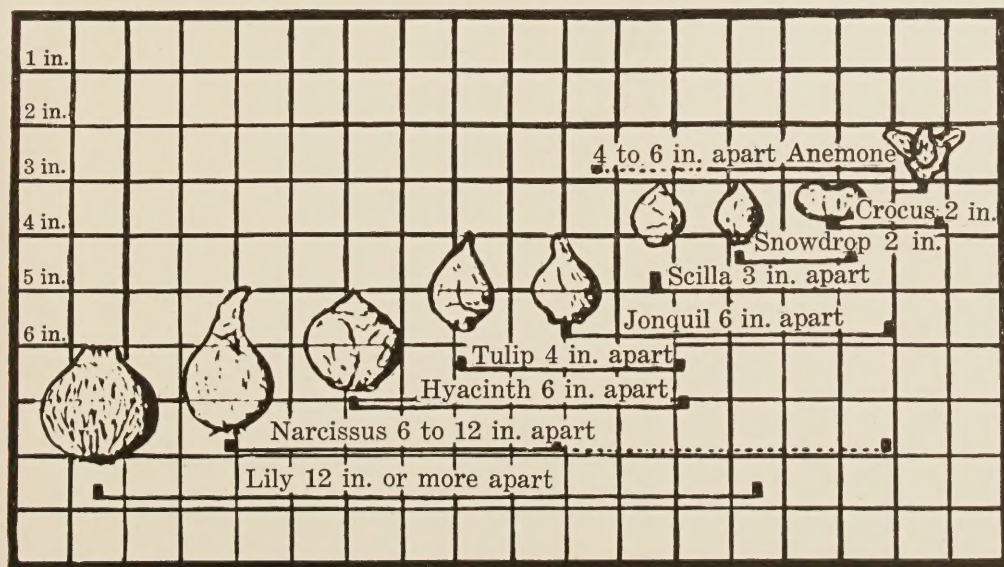 1 in.
2 in.
3 in.
4 to 6 in. apart Anemone
4 in.
Crocus 2 in.
Snowdrop 2 in.
5 in.
Scilla 3 in. apart
Jonquil 6 in. apart
6 in.
Tulip 4 in. apart
Hyacinth 6 in. apart
Narcissus 6 to 12 in. apart
Lily 12 in. or more apart